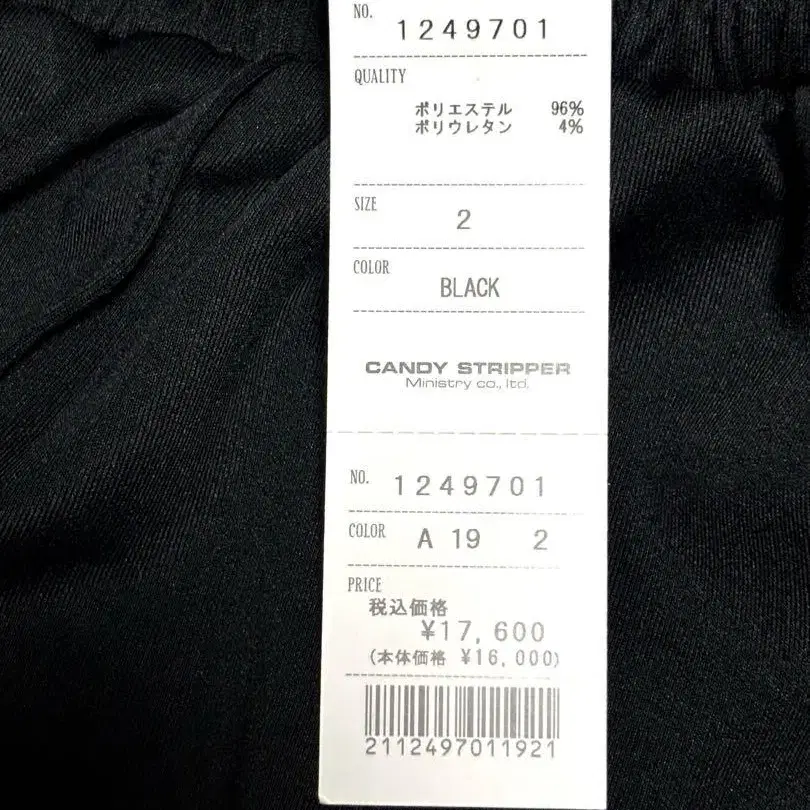 NO. 1249701
QUALITY
ポリエステル 96%
ポリウレタン 4%
SIZE 2
COLOR BLACK
CANDY STRIPPER
Ministry co., ltd.
NO. 1249701
COLOR A 19 2
PRICE
税込価格
¥17,600
(本体価格 ¥16,000)
2112497011921